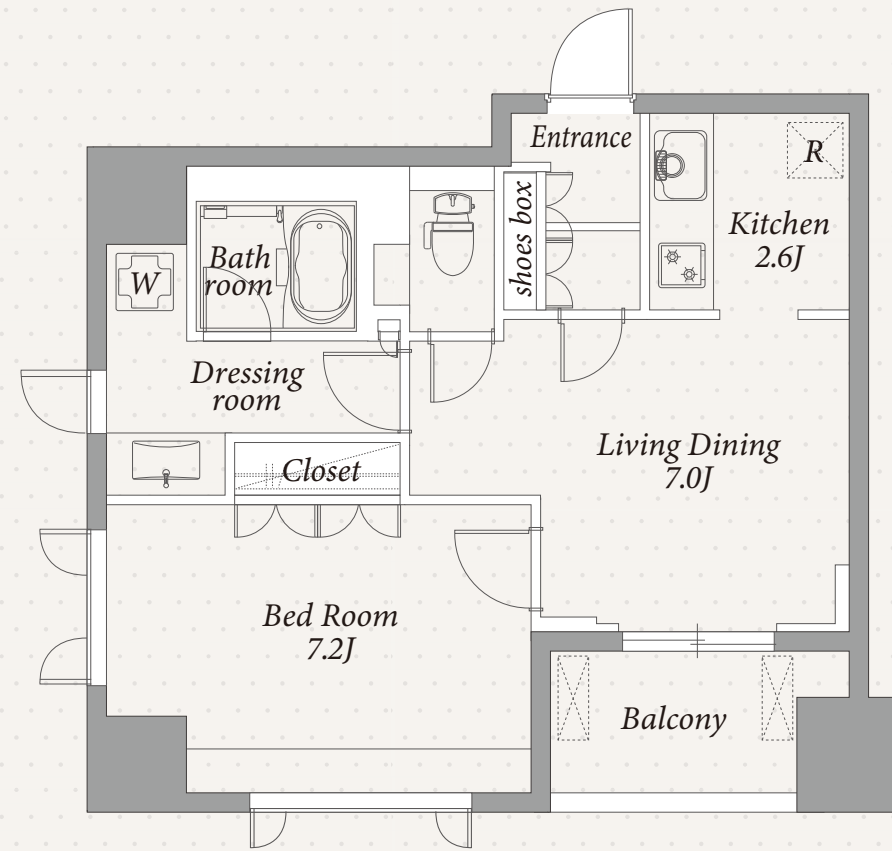 Entrance
R
shoes box
Kitchen
2.6J
Bath
room
W
Dressing
room
Living Dining
7.0J
Closet
Bed Room
7.2J
Balcony